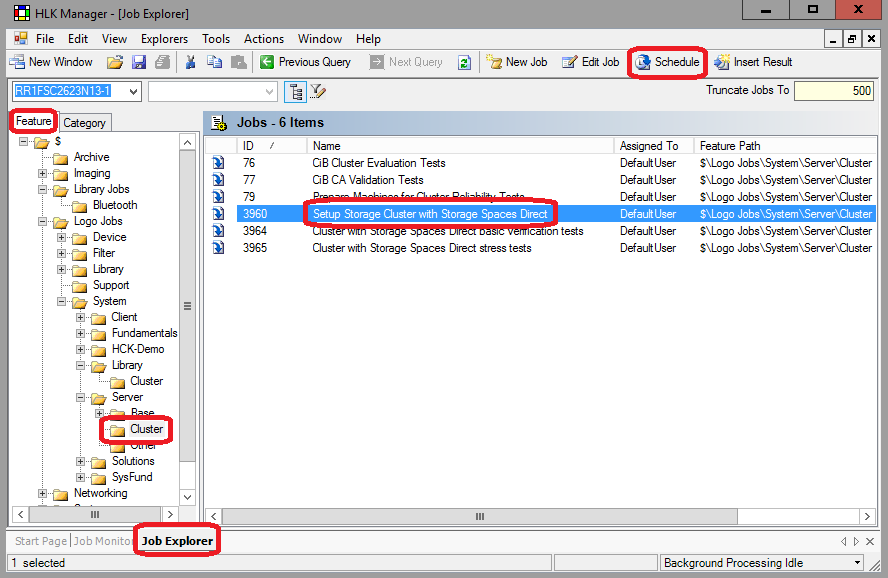 HLK Manager - [Job Explorer]
File Edit View Explorers Tools Actions Window Help
New Window Previous Query Next Query New Job Edit Job Schedule Insert Result
RR1FSC2623N13-1 Truncate Jobs To 500
Feature Category
$
Archive
Imaging
Library Jobs
Bluetooth
Logo Jobs
Device
Filter
Library
Support
System
Client
Fundamentals
HCK-Demo
Library
Cluster
Server
Base
Cluster
Other
Solutions
SysFund
Networking
Jobs - 6 Items
ID / Name Assigned To Feature Path
76 CiB Cluster Evaluation Tests DefaultUser $\Logo Jobs\System\Server\Cluster
77 CiB CA Validation Tests DefaultUser $\Logo Jobs\System\Server\Cluster
79 Prepare Machines for Cluster Reliability Tests DefaultUser $\Logo Jobs\System\Server\Cluster
3960 Setup Storage Cluster with Storage Spaces Direct DefaultUser $\Logo Jobs\System\Server\Cluster
3964 Cluster with Storage Spaces Direct basic verification tests DefaultUser $\Logo Jobs\System\Server\Cluster
3965 Cluster with Storage Spaces Direct stress tests DefaultUser $\Logo Jobs\System\Server\Cluster
Start Page Job Monitor Job Explorer
1 selected Background Processing Idle